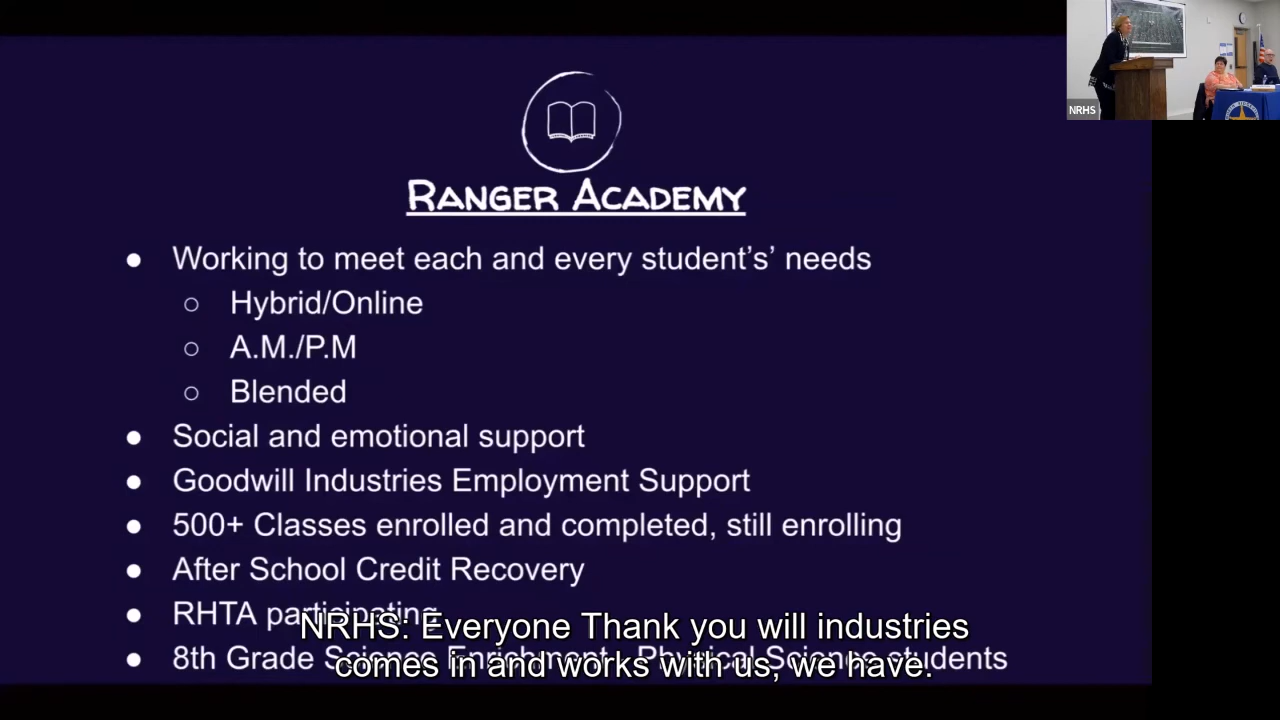 NRHS
RANGER ACADEMY
● Working to meet each and every student's' needs
○ Hybrid/Online
○ A.M./P.M
○ Blended
● Social and emotional support
● Goodwill Industries Employment Support
● 500+ Classes enrolled and completed, still enrolling
● After School Credit Recovery
● RHTA participating
● 8th Grade Science Enrichment - Physical Science students
NRHS: Everyone Thank you will industries
comes in and works with us, we have.